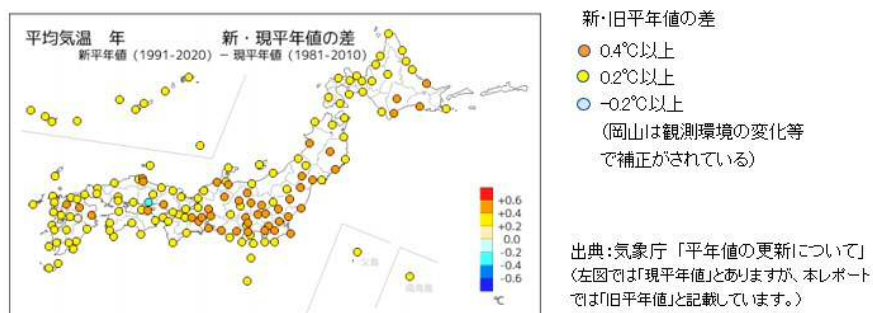 平均気温　年　　　　新・現平年値の差
新平年値（1991-2020）－現平年値（1981-2010）
+0.6
+0.4
+0.2
0.0
-0.2
-0.4
-0.6
℃
父島
南鳥島
新・旧平年値の差
0.4℃以上
0.2℃以上
-0.2℃以上
（岡山は観測環境の変化等
で補正がされている）
出典：気象庁「平年値の更新について」
（左図では「現平年値」とありますが、本レポート
では「旧平年値」と記載しています。）